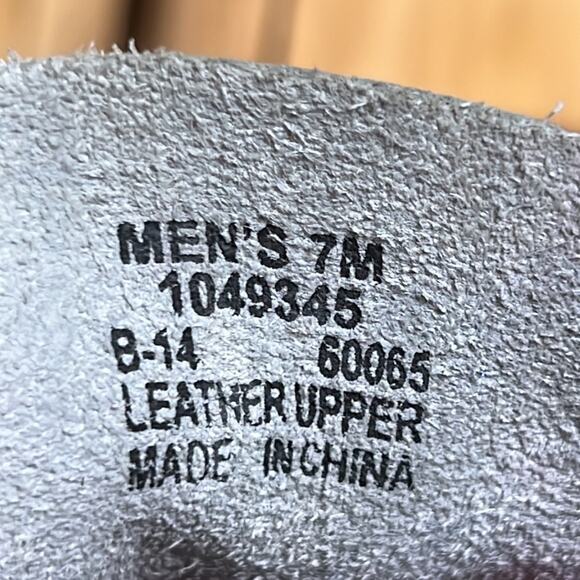 MEN'S 7M
1049345
B-14 60065
LEATHER UPPER
MADE IN CHINA